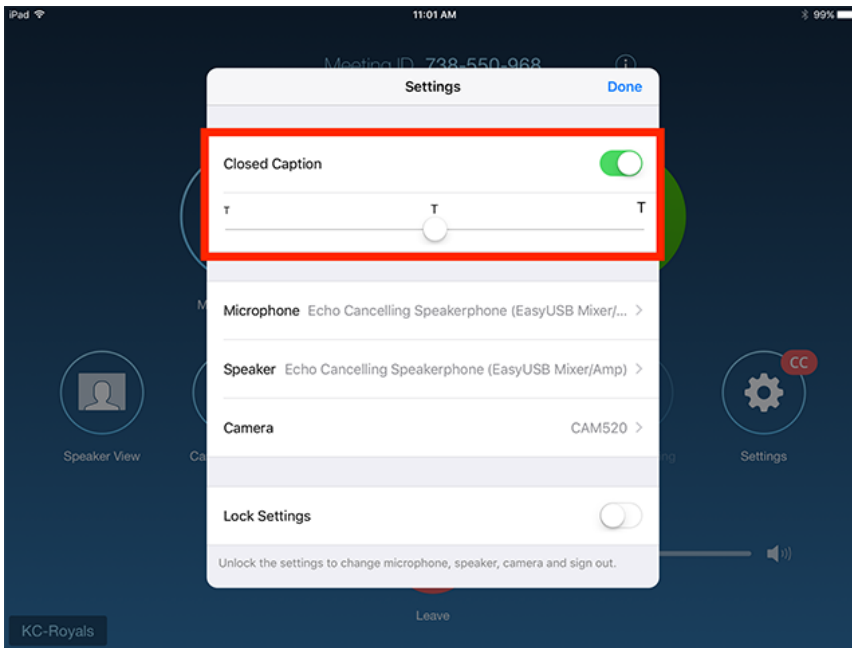 iPad 11:01 AM 99%
Meeting ID 738-550-968
Settings Done
Closed Caption
T T T
Microphone Echo Cancelling Speakerphone (EasyUSB Mixer/... >
Speaker Echo Cancelling Speakerphone (EasyUSB Mixer/Amp) >
Camera CAM520 >
CC
Speaker View
Settings
Lock Settings
Unlock the settings to change microphone, speaker, camera and sign out.
Leave
KC-Royals